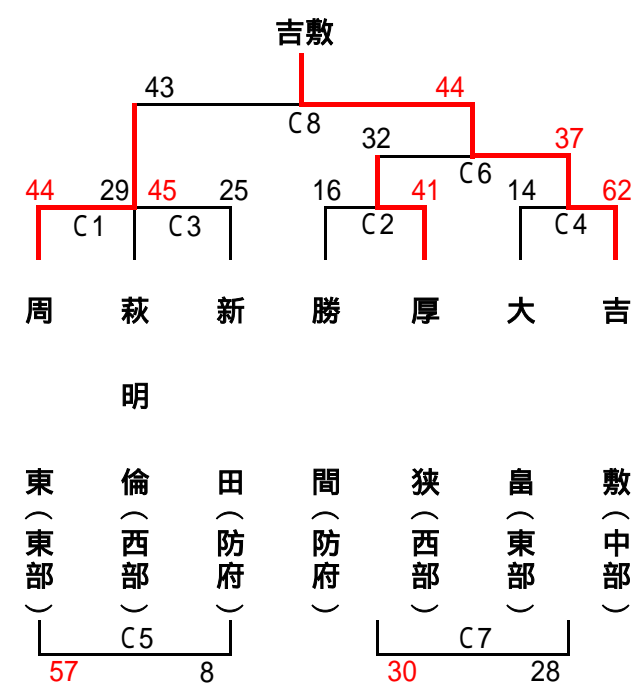 吉敷
43 44
C8
32 37
C6
44 29 45 25 16 41 14 62
C1 C3 C2 C4
周東(東部)
萩明倫(西部)
新田(防府)
勝間(防府)
厚狭(西部)
大畠(東部)
吉敷(中部)
C5 C7
57 8 30 28